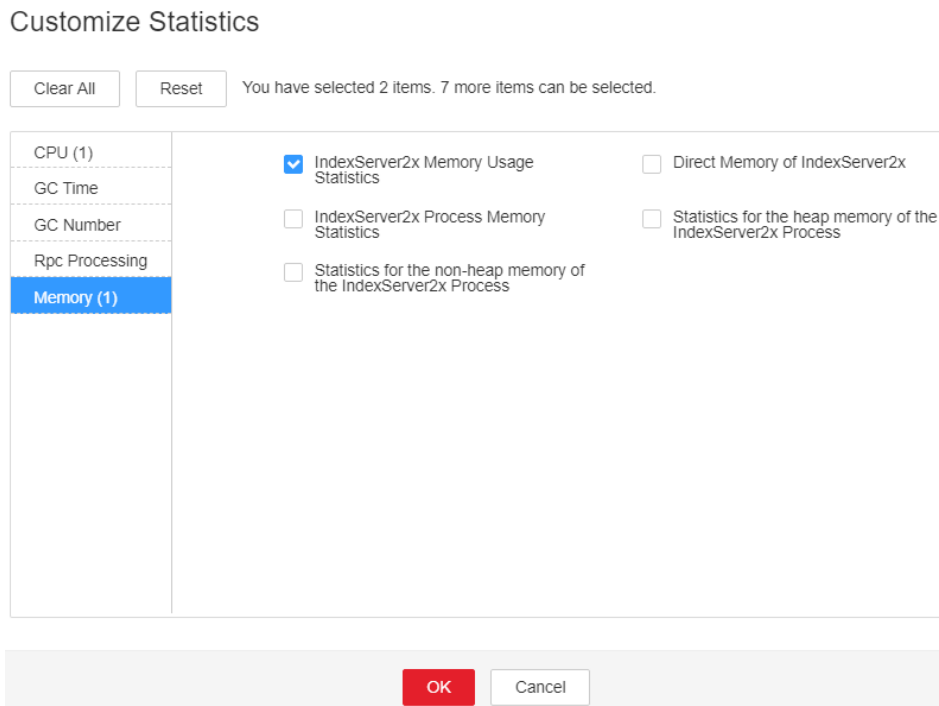 Customize Statistics
Clear All
Reset
You have selected 2 items. 7 more items can be selected.
CPU (1)
GC Time
GC Number
Rpc Processing
Memory (1)
IndexServer2x Memory Usage
Statistics
Direct Memory of IndexServer2x
IndexServer2x Process Memory
Statistics
Statistics for the heap memory of the
IndexServer2x Process
Statistics for the non-heap memory of
the IndexServer2x Process
OK
Cancel